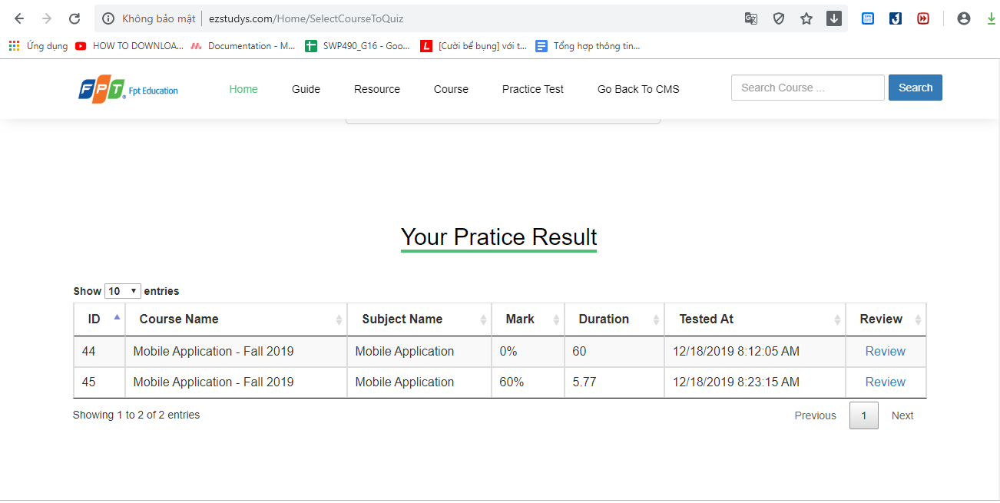 Không bảo mật ezstudys.com/Home/SelectCourseToQuiz
Ứng dụng HOW TO DOWNLOA... Documentation - M... SWP490_G16 - Goo... [Cười bể bụng] với t... Tổng hợp thông tin...
FPT Fpt Education Home Guide Resource Course Practice Test Go Back To CMS Search Course ... Search
Your Pratice Result
Show 10 entries
ID Course Name Subject Name Mark Duration Tested At Review
44 Mobile Application - Fall 2019 Mobile Application 0% 60 12/18/2019 8:12:05 AM Review
45 Mobile Application - Fall 2019 Mobile Application 60% 5.77 12/18/2019 8:23:15 AM Review
Showing 1 to 2 of 2 entries Previous 1 Next